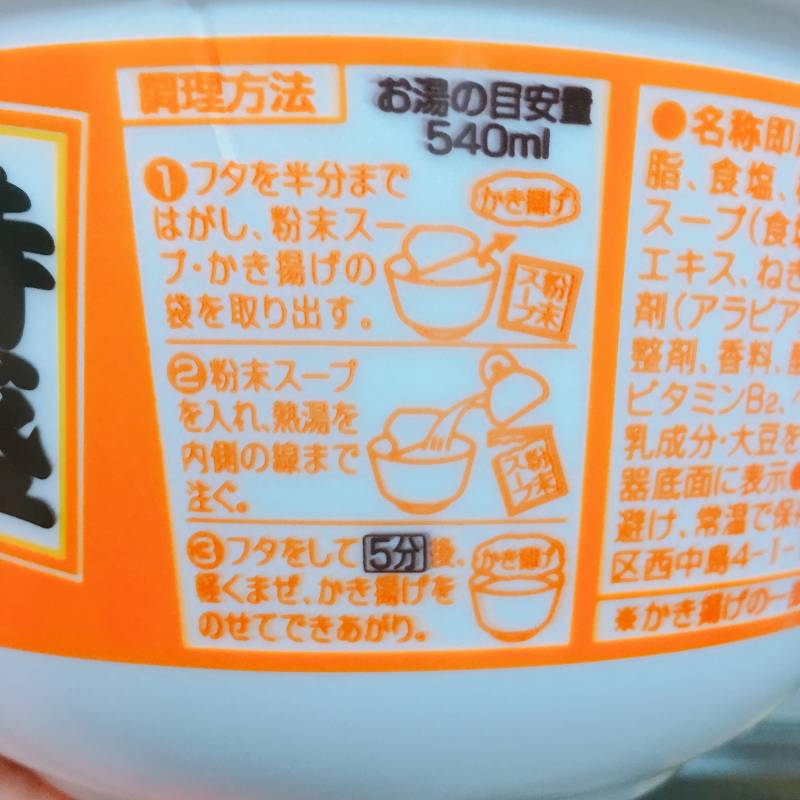 調理方法
お湯の目安量
540ml
①フタを半分まで
はがし、粉末スー
プ・かき揚げの
袋を取り出す。
かき揚げ
粉末
スープ
②粉末スープ
を入れ、熱湯を
内側の線まで
注ぐ。
粉末
スープ
③フタをして5分後、
軽くまぜ、かき揚げを
のせてできあがり。
かき揚げ
●名称即
脂、食塩、
スープ(食
エキス、ねぎ
剤(アラビア
整剤、香料、
ビタミンB2、
乳成分・大豆を
器底面に表示●
避け、常温で保
区西中島4-1-
※かき揚げの一